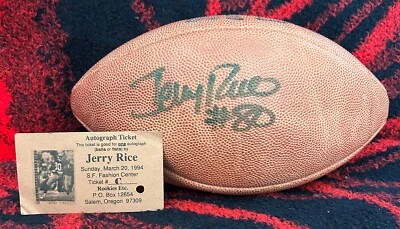 Jerry Rice
#80
Autograph Ticket
This ticket is good for one autograph
Jerry Rice
Sunday, March 20, 1994
S.F. Fashion Center
Ticket # C
Rookies Etc.
P.O. Box 12654
Salem, Oregon 97309